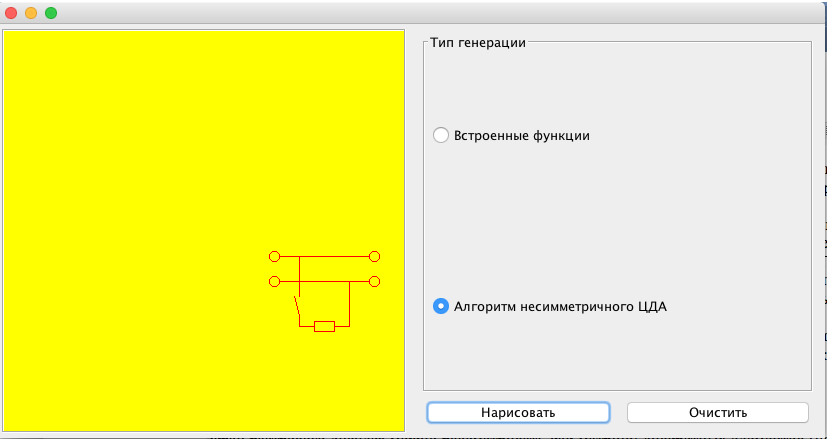 Тип генерации
Встроенные функции
Алгоритм несимметричного ЦДА
Нарисовать
Очистить